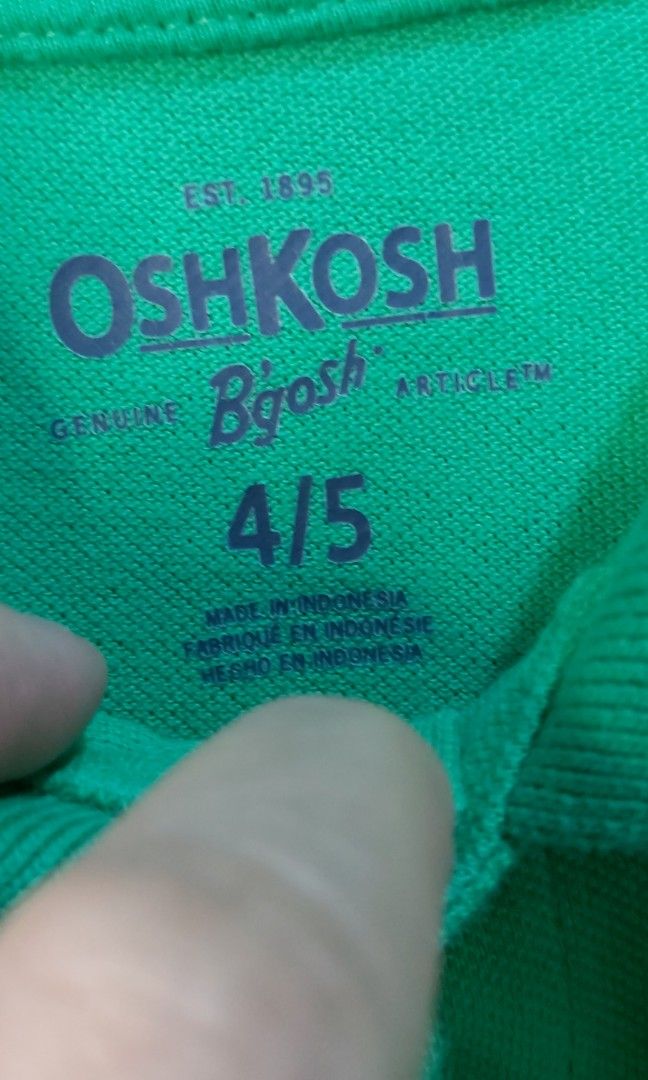 EST. 1895
OSHKOSH
GENUINE B'gosh ARTICLE™
4/5
MADE IN INDONESIA
FABRIQUÉ EN INDONÉSIE
HECHO EN INDONESIA